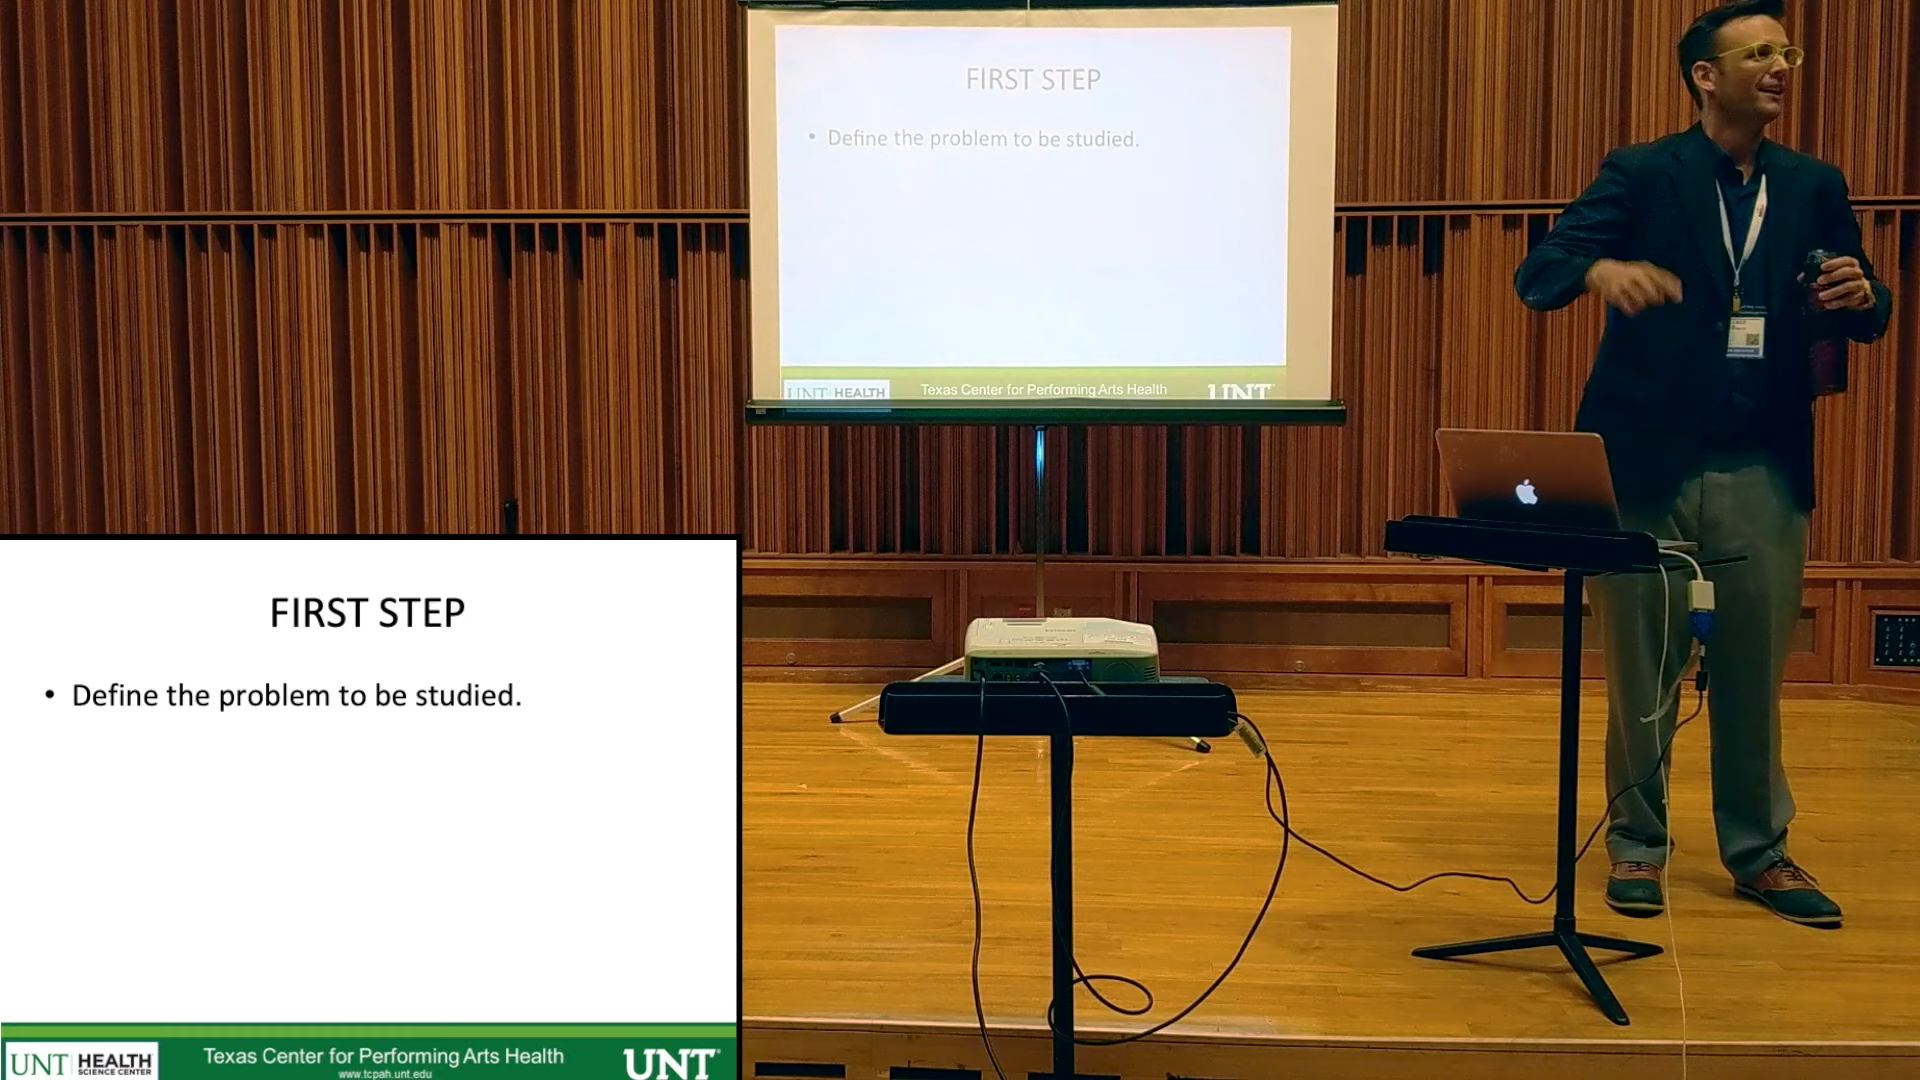 FIRST STEP
• Define the problem to be studied.
UNT HEALTH
Texas Center for Performing Arts Health
UNT
FIRST STEP
• Define the problem to be studied.
UNT HEALTH
SCIENCE CENTER
Texas Center for Performing Arts Health
www.tcpah.unt.edu
UNT